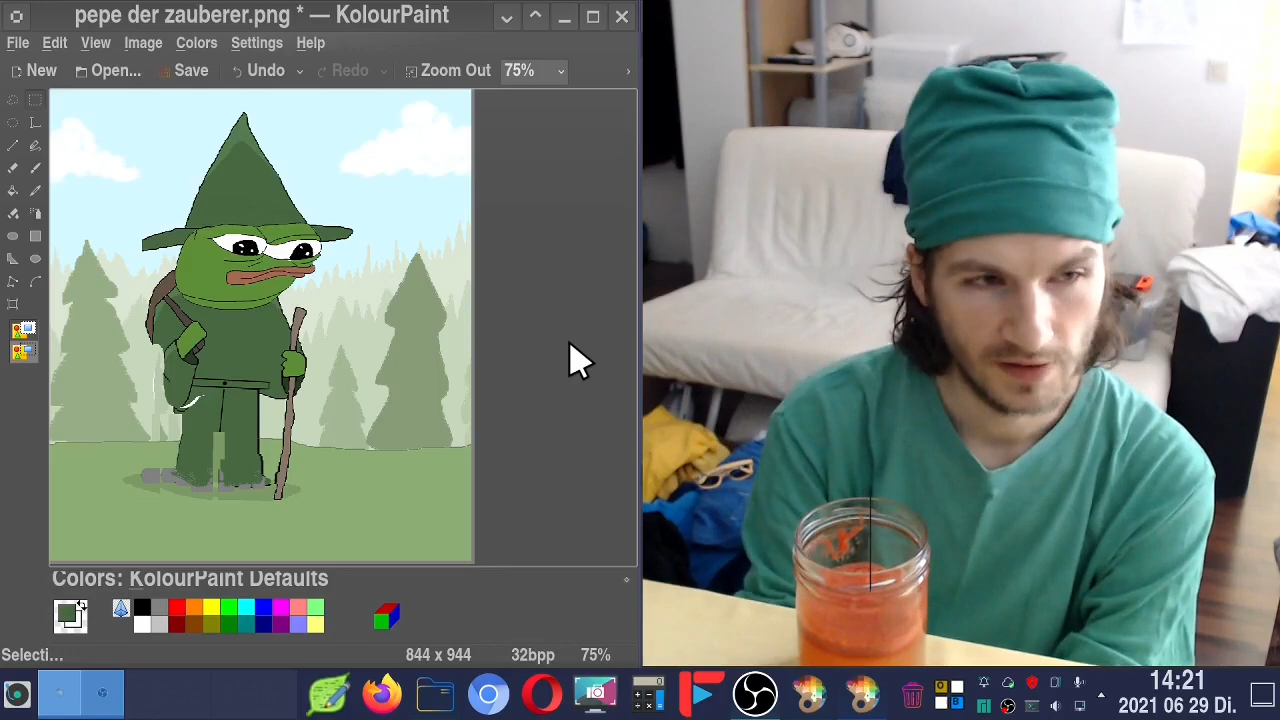 pepe der zauberer.png * — KolourPaint
File Edit View Image Colors Settings Help
New Open... Save Undo Redo Zoom Out 75%
Colors: KolourPaint Defaults
Selecti... 844 x 944 32bpp 75%
14:21
2021 06 29 Di.